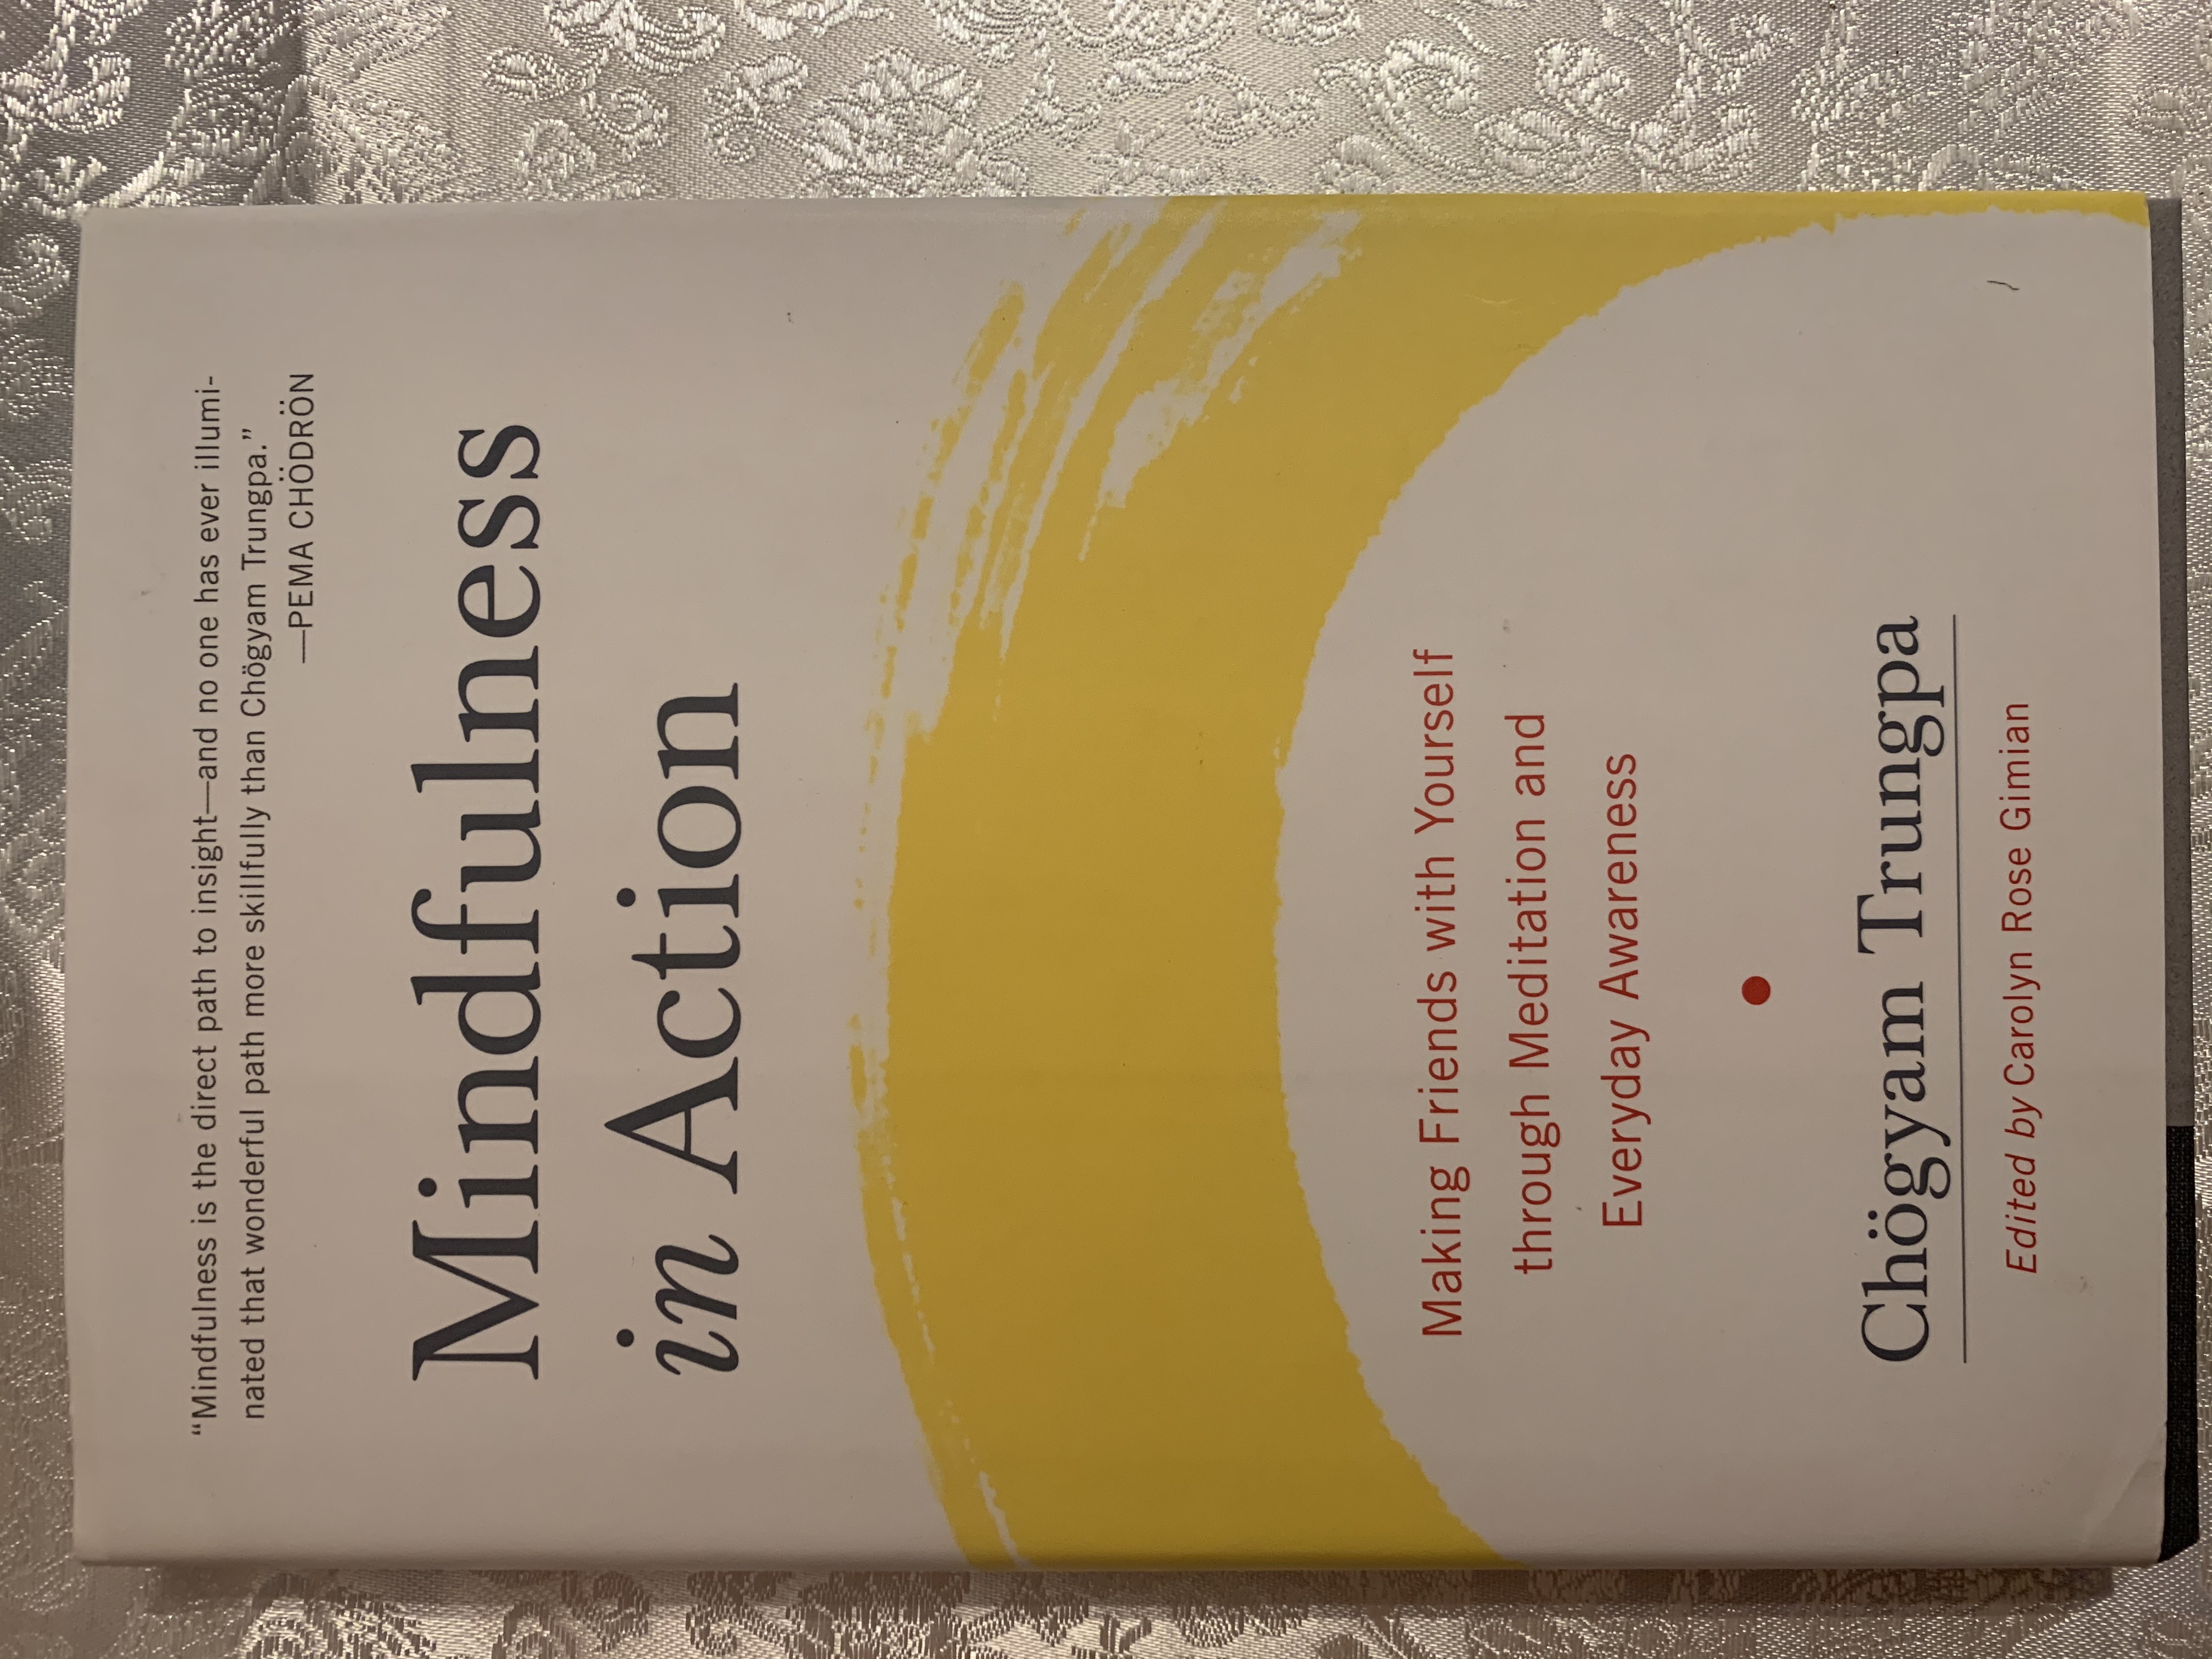 “Mindfulness is the direct path to insight—and no one has ever illumi-
nated that wonderful path more skillfully than Chögyam Trungpa.”
—PEMA CHÖDRÖN
Mindfulness
in Action
Making Friends with Yourself
through Meditation and
Everyday Awareness
Chögyam Trungpa
Edited by Carolyn Rose Gimian